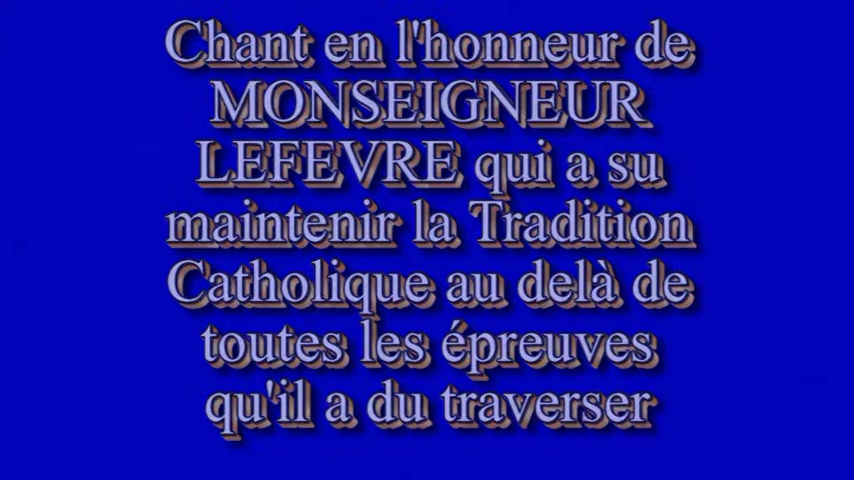 Chant en l'honneur de
MONSEIGNEUR
LEFEVRE qui a su
maintenir la Tradition
Catholique au delà de
toutes les épreuves
qu'il a du traverser